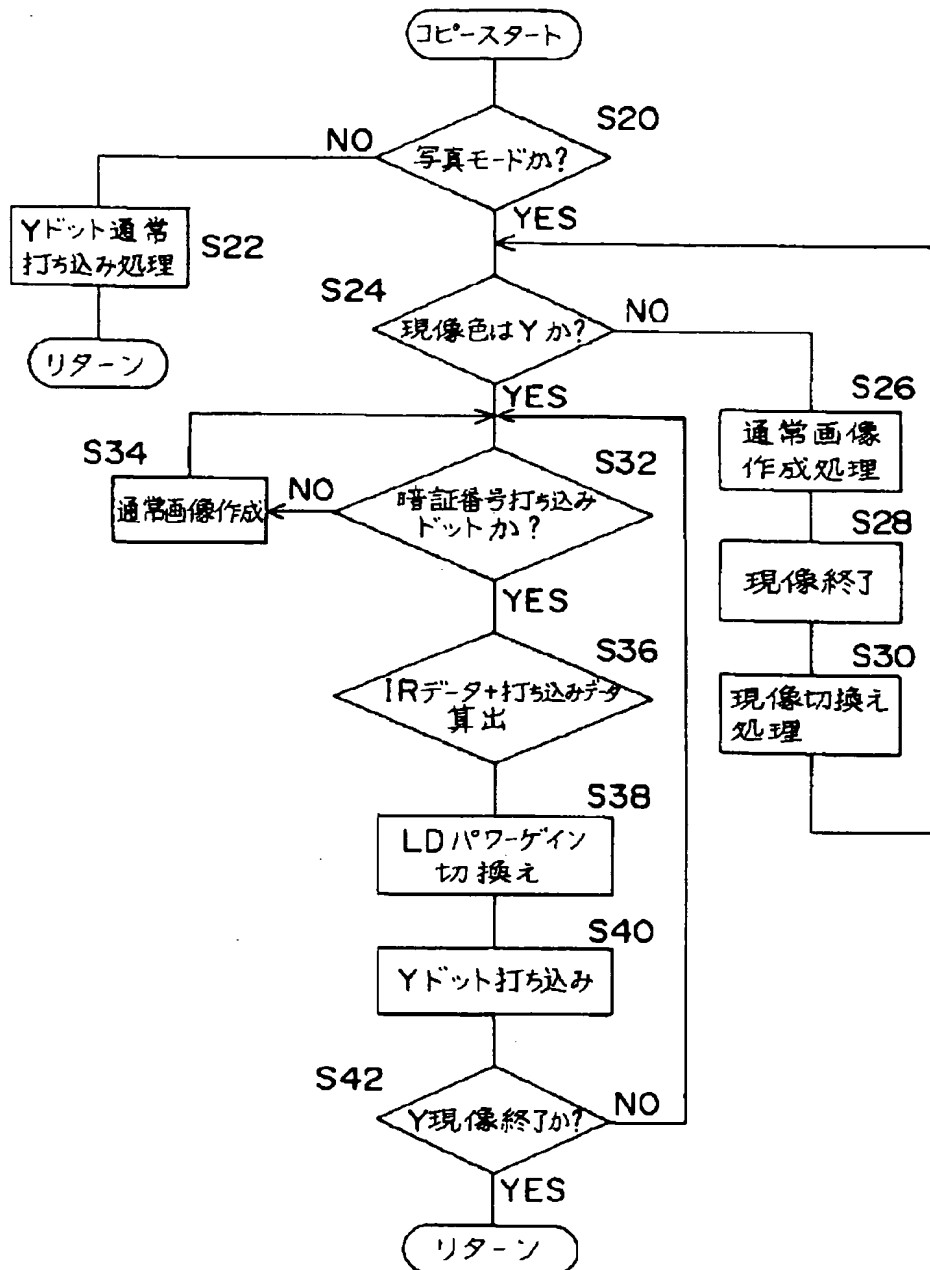 コピースタート
S20
NO
写真モードか?
YES
Yドット通常
打ち込み処理
S22
リターン
S24
現像色はYか?
NO
YES
S26
通常画像
作成処理
S28
現像終了
S30
現像切換え
処理
S34
通常画像作成
NO
S32
暗証番号打ち込み
ドットか?
YES
S36
IRデータ+打ち込みデータ
算出
S38
LDパワーゲイン
切換え
S40
Yドット打ち込み
S42
Y現像終了か?
NO
YES
リターン